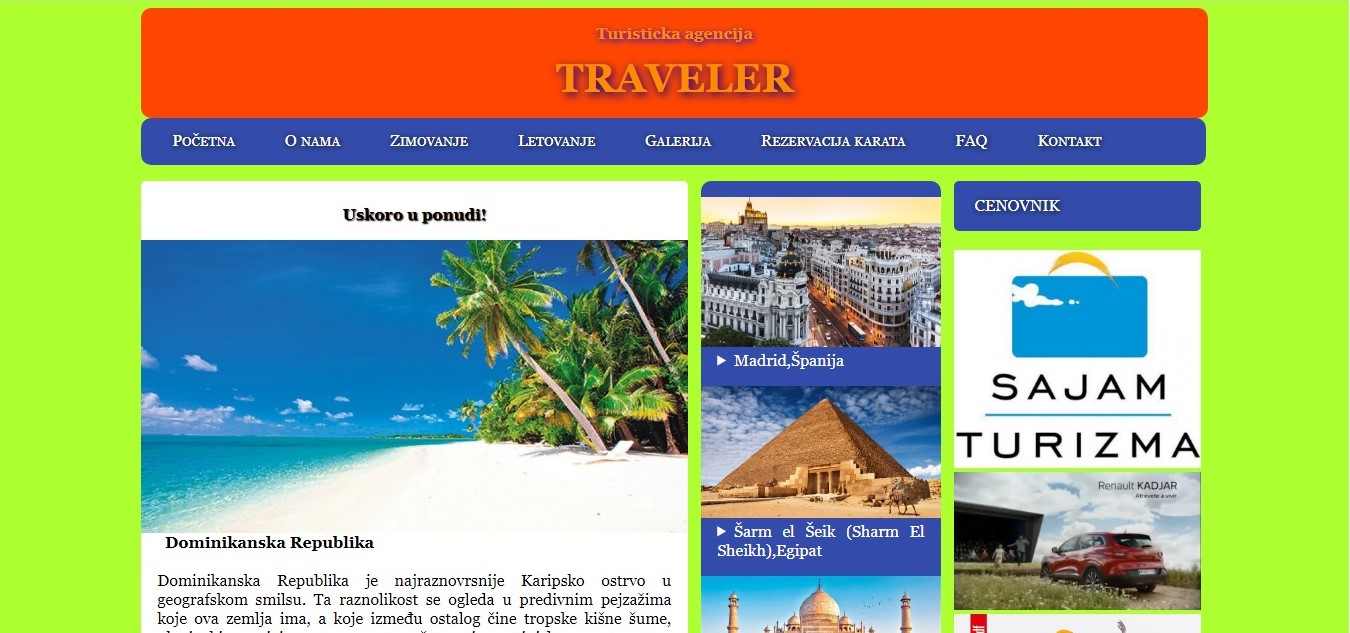 Turisticka agencija
TRAVELER
Početna O nama Zimovanje Letovanje Galerija Rezervacija karata FAQ Kontakt
Uskoro u ponudi!
Dominikanska Republika
Dominikanska Republika je najraznovrsnije Karipsko ostrvo u
geografskom smilsu. Ta raznolikost se ogleda u predivnim pejzažima
koje ova zemlja ima, a koje između ostalog čine tropske kišne šume,
Madrid,Španija
Šarm el Šeik (Sharm El
Sheikh),Egipat
CENOVNIK
SAJAM
TURIZMA
Renault KADJAR
Atrévete a vivir